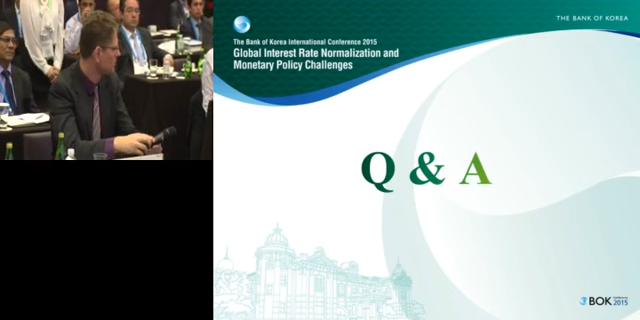 THE BANK OF KOREA
The Bank of Korea International Conference 2015
Global Interest Rate Normalization and
Monetary Policy Challenges
Q & A
BOK Conference 2015